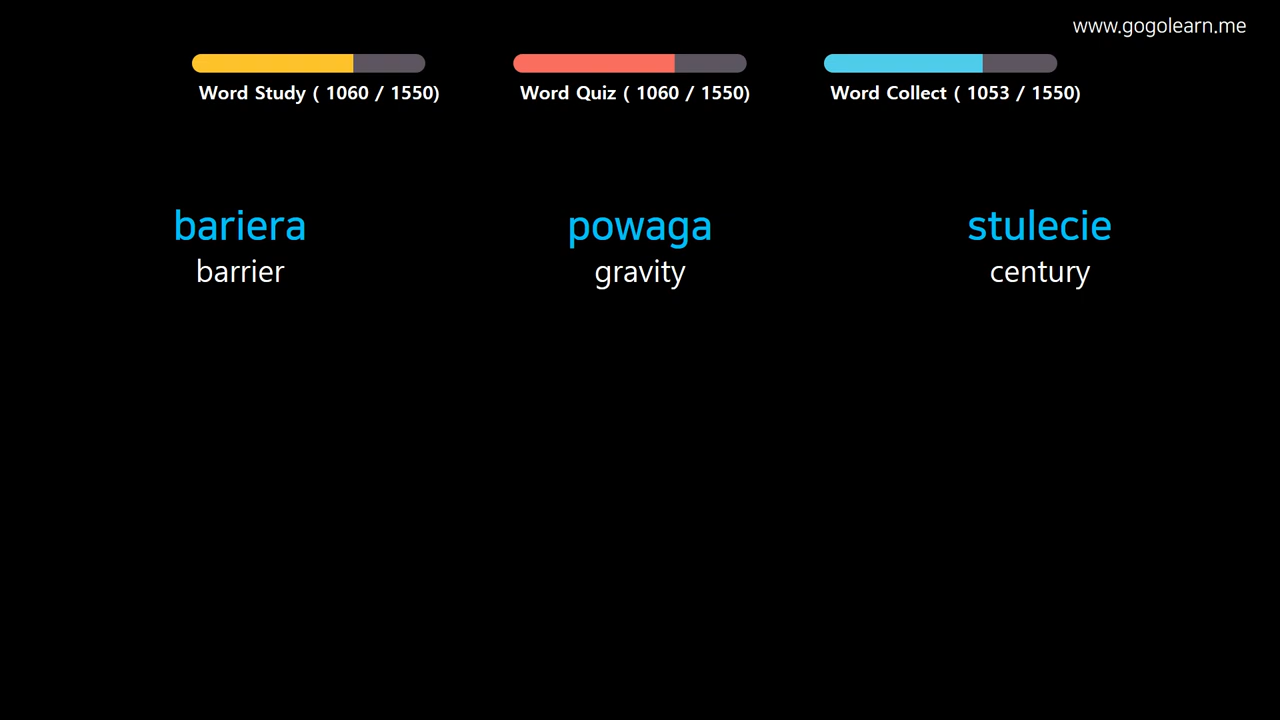 www.gogolearn.me
Word Study ( 1060 / 1550)
Word Quiz ( 1060 / 1550)
Word Collect ( 1053 / 1550)
bariera
barrier
powaga
gravity
stulecie
century